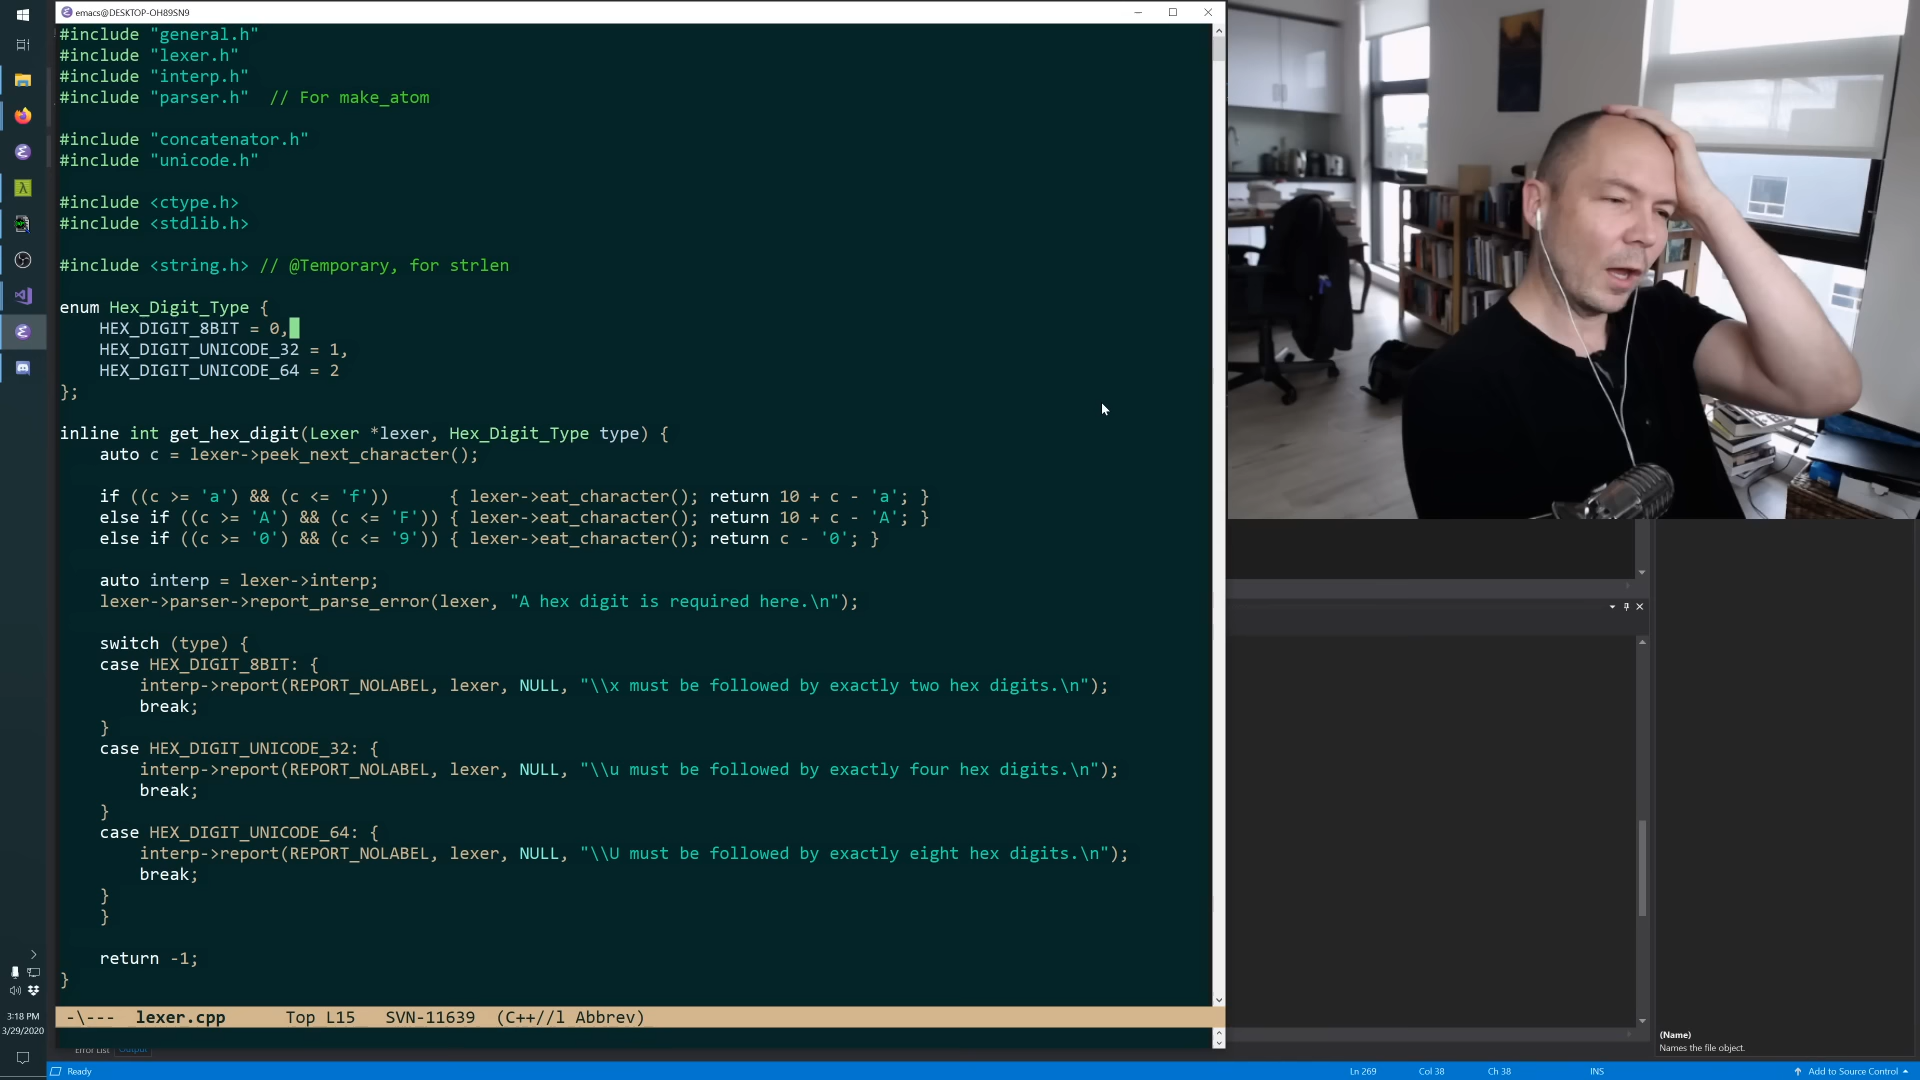 emacs@DESKTOP-OH89SN9
#include "general.h"
#include "lexer.h"
#include "interp.h"
#include "parser.h"  // For make_atom
#include "concatenator.h"
#include "unicode.h"
#include <ctype.h>
#include <stdlib.h>
#include <string.h> // @Temporary, for strlen
enum Hex_Digit_Type {
    HEX_DIGIT_8BIT = 0,
    HEX_DIGIT_UNICODE_32 = 1,
    HEX_DIGIT_UNICODE_64 = 2
};
inline int get_hex_digit(Lexer *lexer, Hex_Digit_Type type) {
    auto c = lexer->peek_next_character();
    if ((c >= 'a') && (c <= 'f'))      { lexer->eat_character(); return 10 + c - 'a'; }
    else if ((c >= 'A') && (c <= 'F')) { lexer->eat_character(); return 10 + c - 'A'; }
    else if ((c >= '0') && (c <= '9')) { lexer->eat_character(); return c - '0'; }
    auto interp = lexer->interp;
    lexer->parser->report_parse_error(lexer, "A hex digit is required here.\n");
    switch (type) {
    case HEX_DIGIT_8BIT: {
        interp->report(REPORT_NOLABEL, lexer, NULL, "\\x must be followed by exactly two hex digits.\n");
        break;
    }
    case HEX_DIGIT_UNICODE_32: {
        interp->report(REPORT_NOLABEL, lexer, NULL, "\\u must be followed by exactly four hex digits.\n");
        break;
    }
    case HEX_DIGIT_UNICODE_64: {
        interp->report(REPORT_NOLABEL, lexer, NULL, "\\U must be followed by exactly eight hex digits.\n");
        break;
    }
    }
    return -1;
}
-\---  lexer.cpp      Top L15   SVN-11639  (C++//l Abbrev)
3:18 PM
3/29/2020
Error List Output
(Name)
Names the file object.
Ready Ln 269 Col 38 Ch 38 INS Add to Source Control